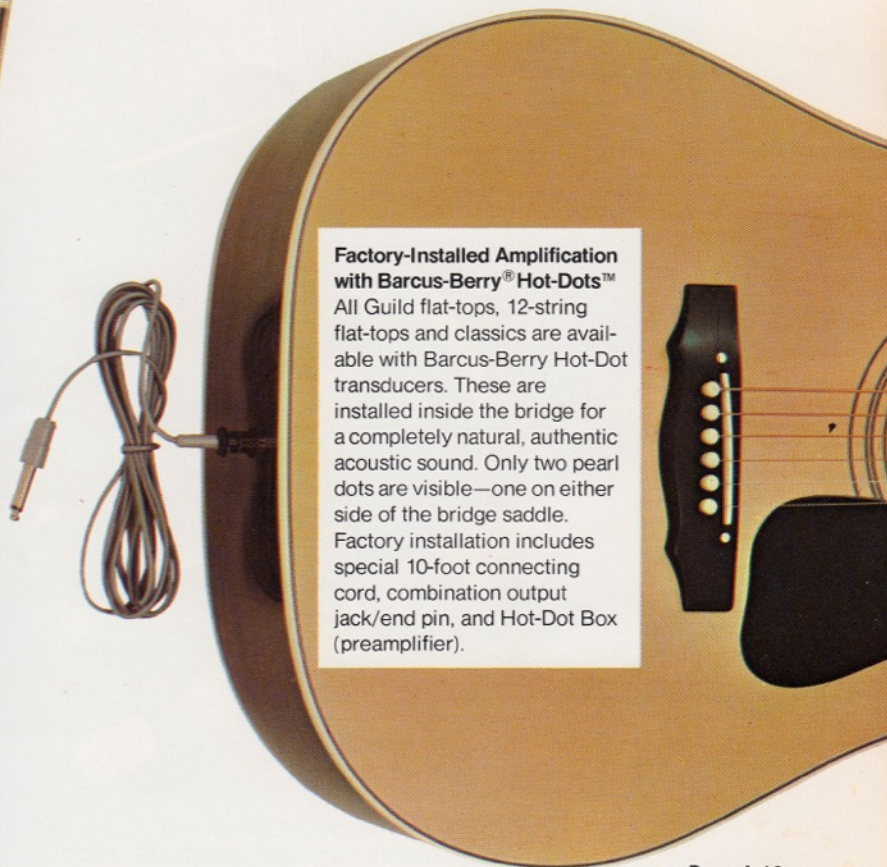 Factory-Installed Amplification
with Barcus-Berry® Hot-Dots™
All Guild flat-tops, 12-string
flat-tops and classics are avail-
able with Barcus-Berry Hot-Dot
transducers. These are
installed inside the bridge for
a completely natural, authentic
acoustic sound. Only two pearl
dots are visible—one on either
side of the bridge saddle.
Factory installation includes
special 10-foot connecting
cord, combination output
jack/end pin, and Hot-Dot Box
(preamplifier).